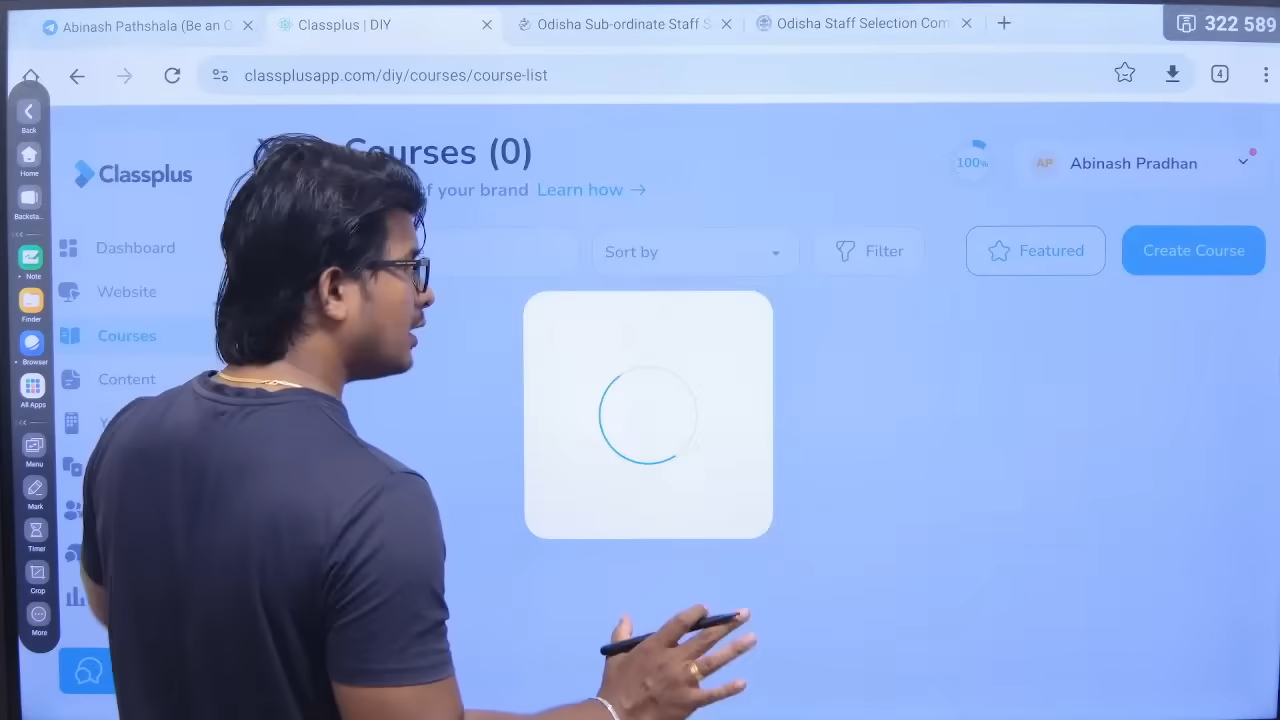 Abinash Pathshala (Be an O
Classplus | DIY
Odisha Sub-ordinate Staff S
Odisha Staff Selection Com
322 589
classplusapp.com/diy/courses/course-list
4
Back
Home
Backsta...
Note
Finder
Browser
All Apps
Menu
Mark
Timer
Crop
More
Classplus
Dashboard
Website
Courses
Content
Courses (0)
of your brand Learn how →
100%
AP
Abinash Pradhan
Sort by
Filter
Featured
Create Course